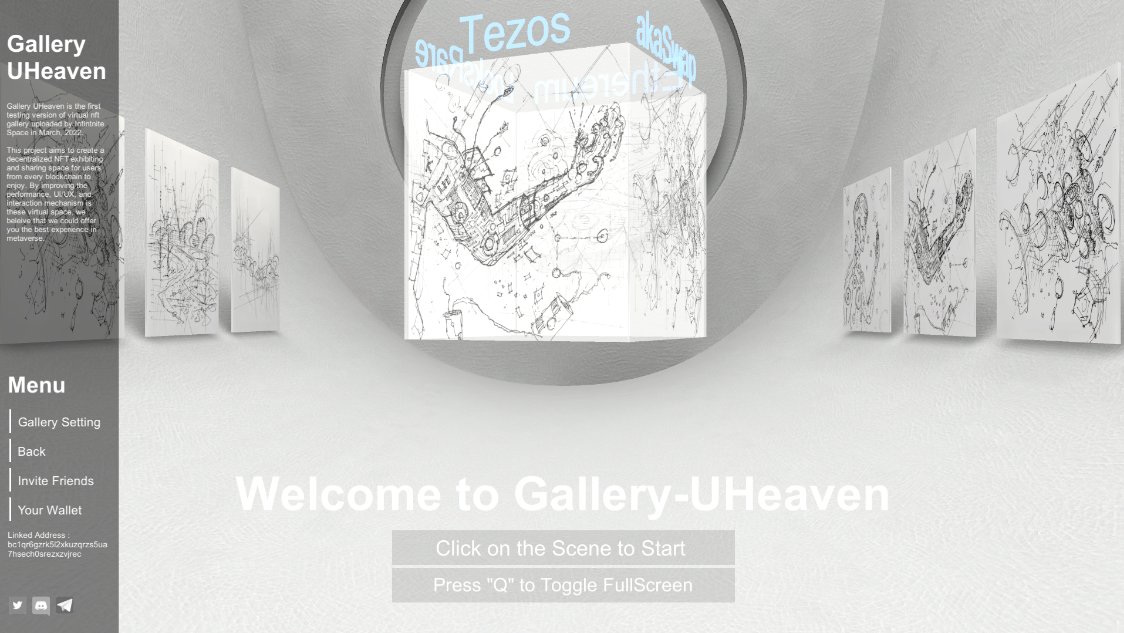 Gallery
UHeaven
Gallery UHeaven is the first
testing version of virtual nft
gallery uploaded by Infintnite
Space in March, 2022.
This project aims to create a
decentralized NFT exhibiting
and sharing space for users
from every blockchain to
enjoy. By improving the
performance, UI/UX, and
interaction mechanism is
these virtual space, we
beleive that we could offer
you the best experience in
metaverse.
Tezos
akaSwap
Ethereum
Menu
Gallery Setting
Back
Invite Friends
Your Wallet
Linked Address :
bc1qr6gzrk5l2xkuzqrzs5ua
7hsech0srezxzvjrec
Welcome to Gallery-UHeaven
Click on the Scene to Start
Press "Q" to Toggle FullScreen